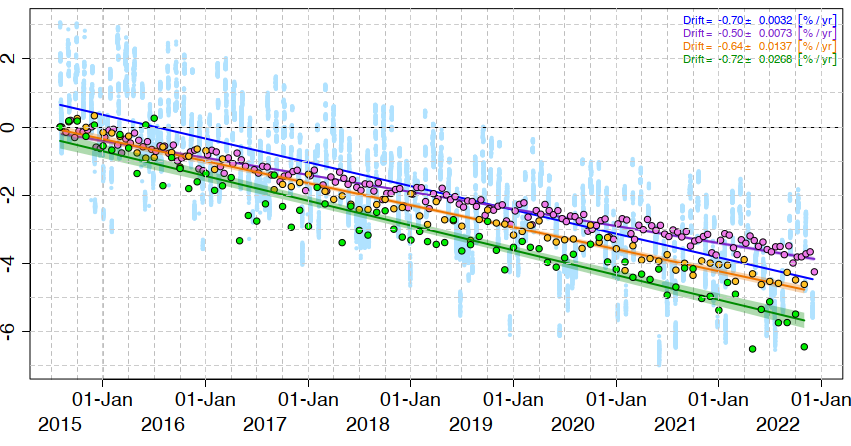 Drift = -0.70 ± 0.0032 [% / yr]
Drift = -0.50 ± 0.0073 [% / yr]
Drift = -0.64 ± 0.0137 [% / yr]
Drift = -0.72 ± 0.0268 [% / yr]
2
0
-2
-4
-6
01-Jan 01-Jan 01-Jan 01-Jan 01-Jan 01-Jan 01-Jan 01-Jan
2015 2016 2017 2018 2019 2020 2021 2022